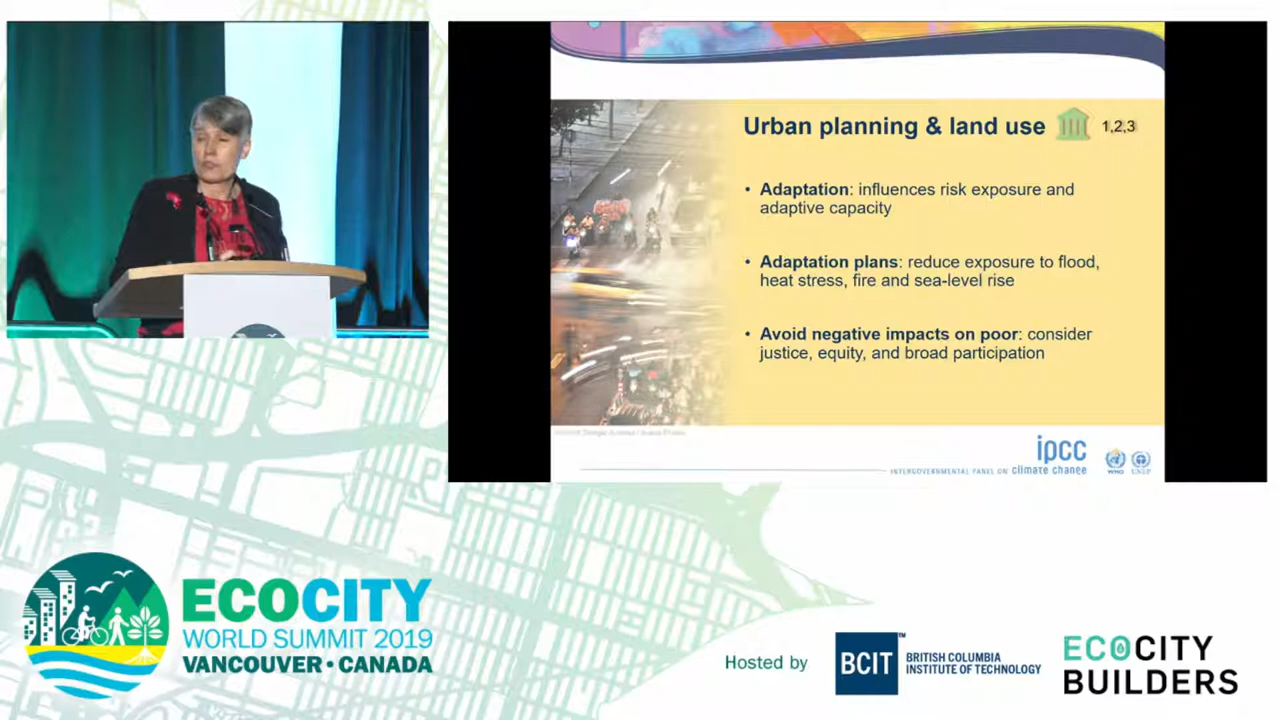 Urban planning & land use 1,2,3
• Adaptation: influences risk exposure and
adaptive capacity
• Adaptation plans: reduce exposure to flood,
heat stress, fire and sea-level rise
• Avoid negative impacts on poor: consider
justice, equity, and broad participation
ipcc
INTERGOVERNMENTAL PANEL ON climate change
WMO UNEP
ECOCITY
WORLD SUMMIT 2019
VANCOUVER • CANADA
Hosted by
BCIT™
BRITISH COLUMBIA
INSTITUTE OF TECHNOLOGY
ECOCITY
BUILDERS